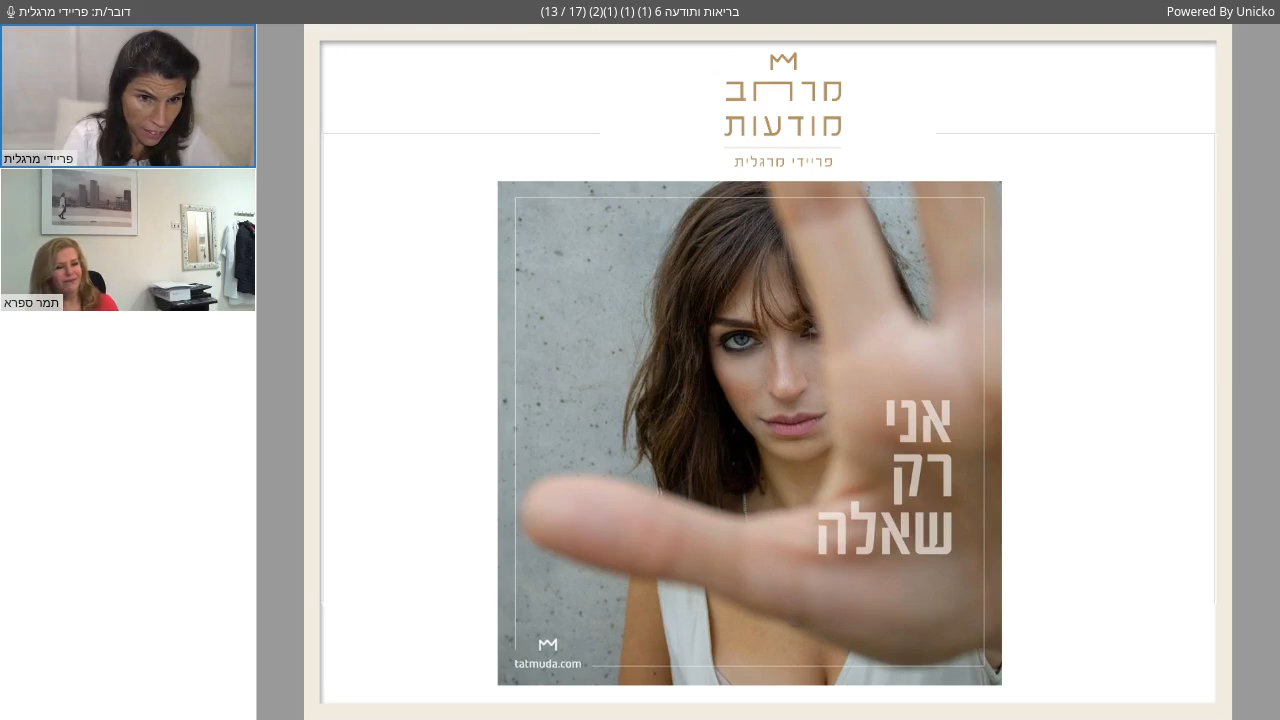 דובר/ת: פריידי מרגלית
בריאות ותודעה 6 (1) (1) (1)(2) (13 / 17)
Powered By Unicko
פריידי מרגלית
תמר ספרא
מרחב
מודעות
פריידי מרגלית
אני
רק
שאלה
tatmuda.com